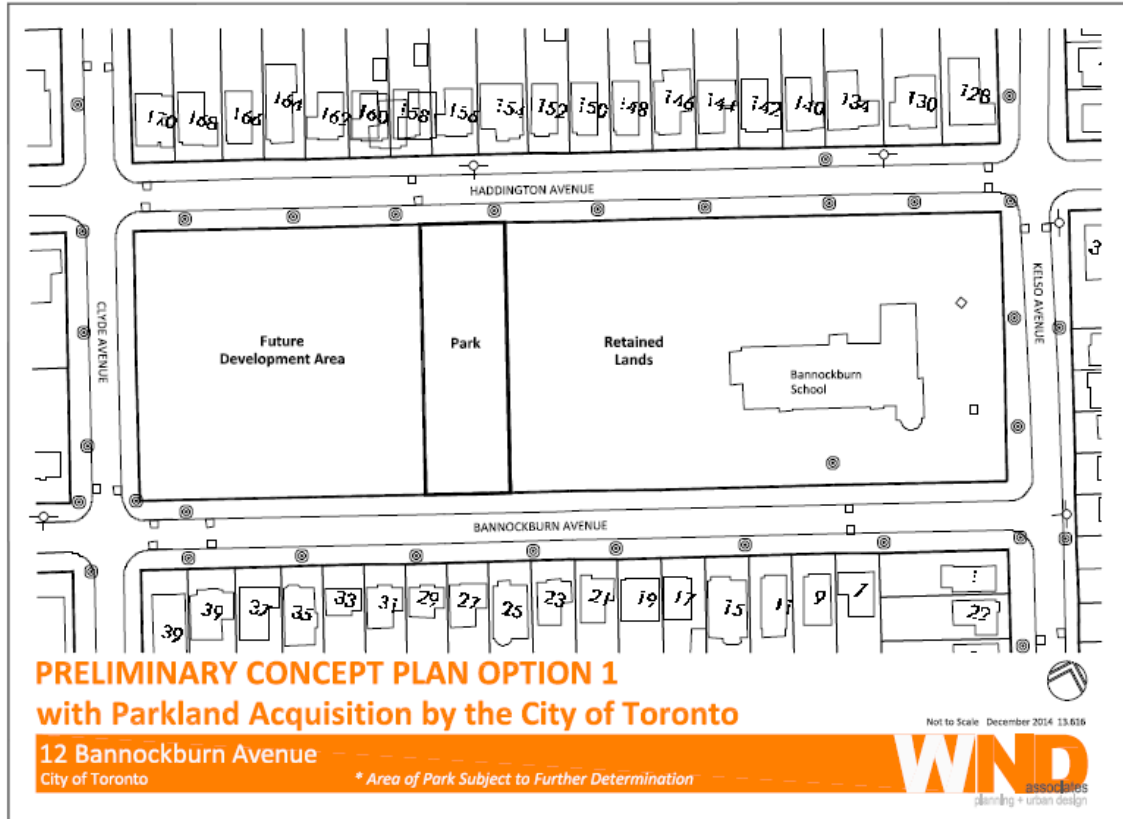 170 168 166 164 162 160 158 156 154 152 150 148 146 144 142 140 134 130 128
HADDINGTON AVENUE
CLYDE AVENUE
KELSO AVENUE
3
Future
Development Area
Park
Retained
Lands
Bannockburn
School
BANNOCKBURN AVENUE
39 39 37 35 33 31 29 27 25 23 21 19 17 15 11 9 7
1
22
PRELIMINARY CONCEPT PLAN OPTION 1
with Parkland Acquisition by the City of Toronto
Not to Scale December 2014 13.616
12 Bannockburn Avenue
City of Toronto
* Area of Park Subject to Further Determination
WND
associates
planning + urban design